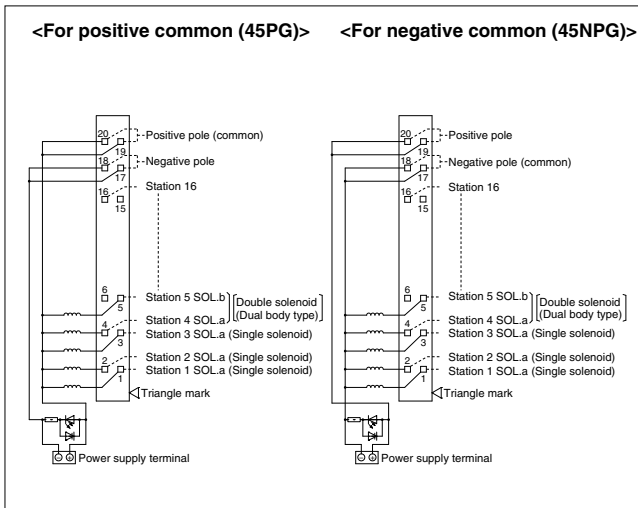 <For positive common (45PG)>
20
Positive pole (common)
19
18
Negative pole
17
Station 16
16
15
6
Station 5 SOL.b
Double solenoid
(Dual body type)
5
Station 4 SOL.a
4
Station 3 SOL.a (Single solenoid)
3
Station 2 SOL.a (Single solenoid)
2
Station 1 SOL.a (Single solenoid)
1
Triangle mark
Power supply terminal
<For negative common (45NPG)>
20
Positive pole
19
18
Negative pole (common)
17
Station 16
16
15
6
Station 5 SOL.b
Double solenoid
(Dual body type)
5
Station 4 SOL.a
4
Station 3 SOL.a (Single solenoid)
3
Station 2 SOL.a (Single solenoid)
2
Station 1 SOL.a (Single solenoid)
1
Triangle mark
Power supply terminal